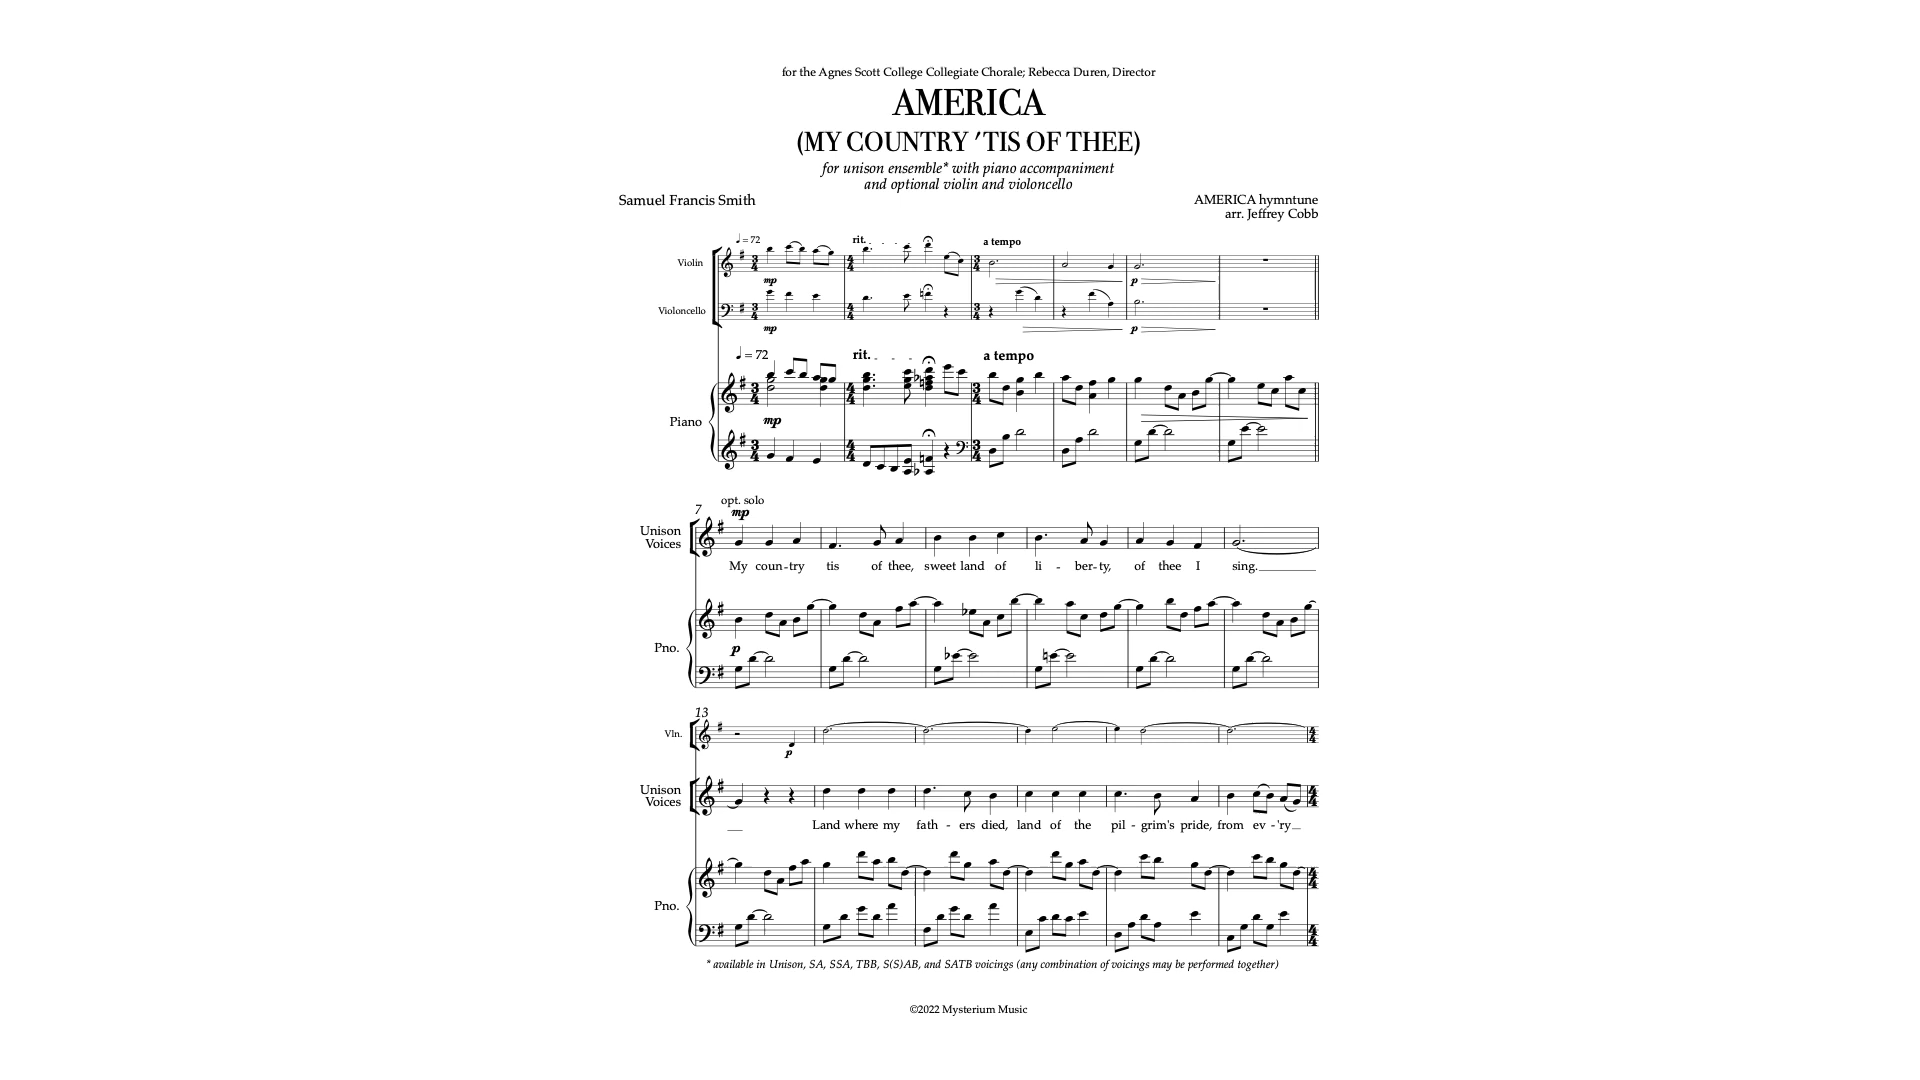 for the Agnes Scott College Collegiate Chorale; Rebecca Duren, Director
AMERICA
(MY COUNTRY ’TIS OF THEE)
for unison ensemble* with piano accompaniment
and optional violin and violoncello
Samuel Francis Smith
AMERICA hymntune
arr. Jeffrey Cobb
♩ = 72 rit. a tempo
Violin
mp p
Violoncello
mp p
♩ = 72 rit. a tempo
Piano
mp
opt. solo
7
mp
Unison
Voices
My coun-try tis of thee, sweet land of li - ber-ty, of thee I sing.
Pno.
p
13
Vln.
p
Unison
Voices
Land where my fath - ers died, land of the pil - grim's pride, from ev -'ry
Pno.
* available in Unison, SA, SSA, TBB, S(S)AB, and SATB voicings (any combination of voicings may be performed together)
©2022 Mysterium Music